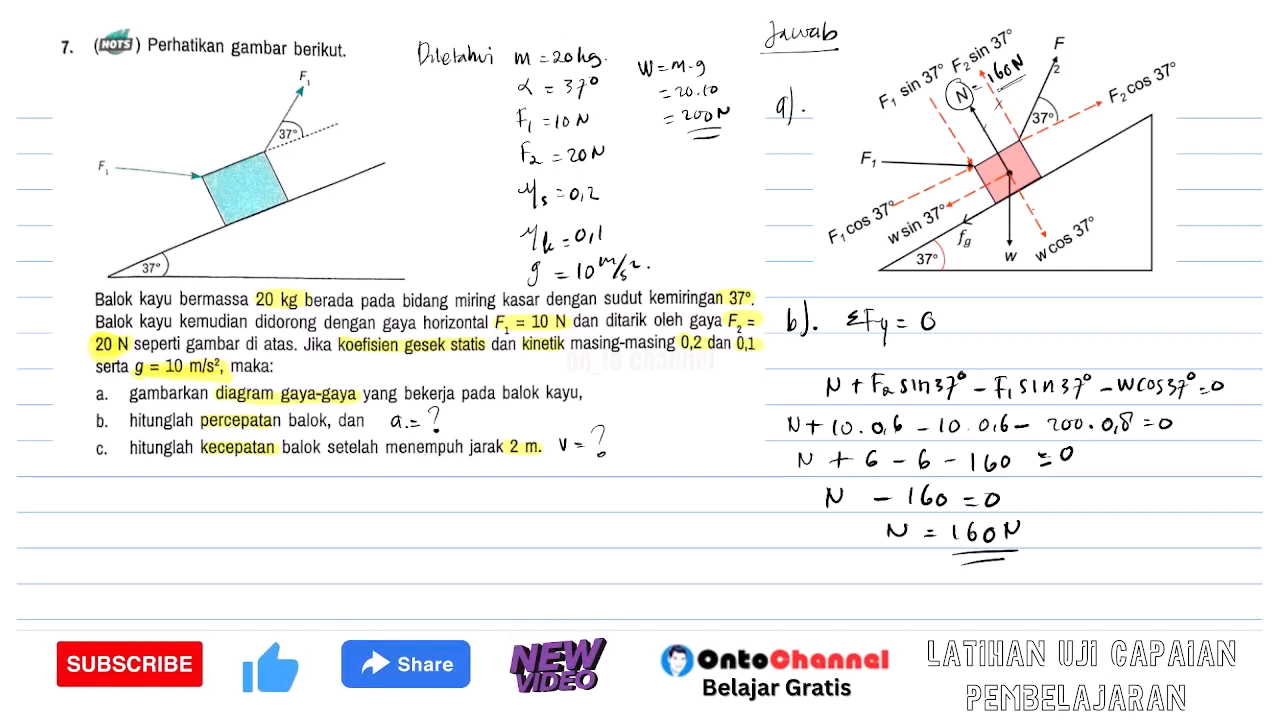 7. (HOTS) Perhatikan gambar berikut.
F₁
37°
F₁
37°
Diketahui m = 20 kg.
α = 37°
F₁ = 10 N
F₂ = 20 N
μs = 0,2
μk = 0,1
g = 10 m/s².
W = m.g
= 20.10
= 200 N
Balok kayu bermassa 20 kg berada pada bidang miring kasar dengan sudut kemiringan 37°.
Balok kayu kemudian didorong dengan gaya horizontal F₁ = 10 N dan ditarik oleh gaya F₂ =
20 N seperti gambar di atas. Jika koefisien gesek statis dan kinetik masing-masing 0,2 dan 0,1
serta g = 10 m/s², maka:
a. gambarkan diagram gaya-gaya yang bekerja pada balok kayu,
b. hitunglah percepatan balok, dan a = ?
c. hitunglah kecepatan balok setelah menempuh jarak 2 m. v = ?
Jawab
a).
F₁ sin 37°
F₂ sin 37°
N = 160 N
F
2
F₂ cos 37°
37°
F₁
F₁ cos 37°
w sin 37°
fg
w
w cos 37°
37°
b). ΣFy = 0
N + F₂ sin 37° - F₁ sin 37° - W cos 37° = 0
N + 10 . 0,6 - 10 . 0,6 - 200 . 0,8 = 0
N + 6 - 6 - 160 = 0
N - 160 = 0
N = 160 N
SUBSCRIBE
Share
NEW
VIDEO
OntoChannel
Belajar Gratis
LATIHAN UJI CAPAIAN
PEMBELAJARAN